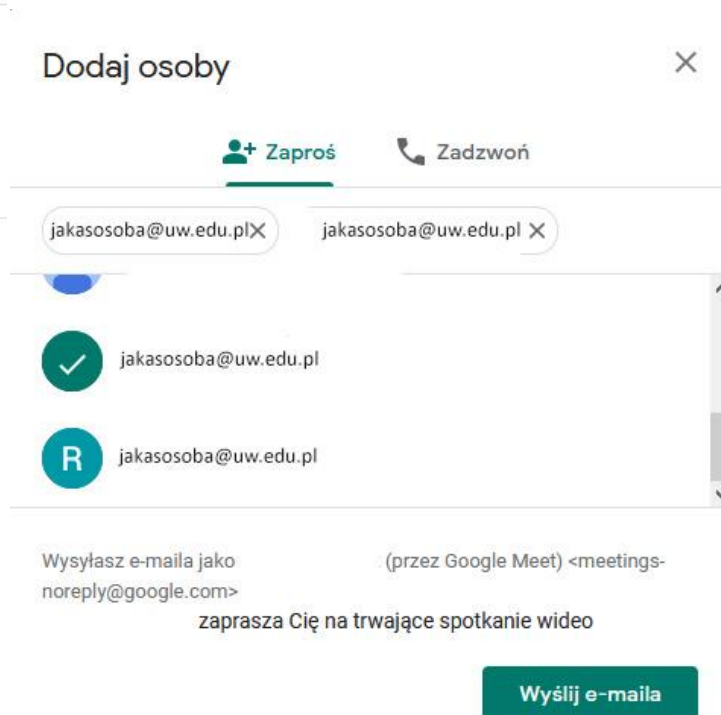 Dodaj osoby
Zaproś Zadzwoń
jakasosoba@uw.edu.pl jakasosoba@uw.edu.pl
jakasosoba@uw.edu.pl
R jakasosoba@uw.edu.pl
Wysyłasz e-maila jako (przez Google Meet) <meetings-
noreply@google.com>
zaprasza Cię na trwające spotkanie wideo
Wyślij e-maila